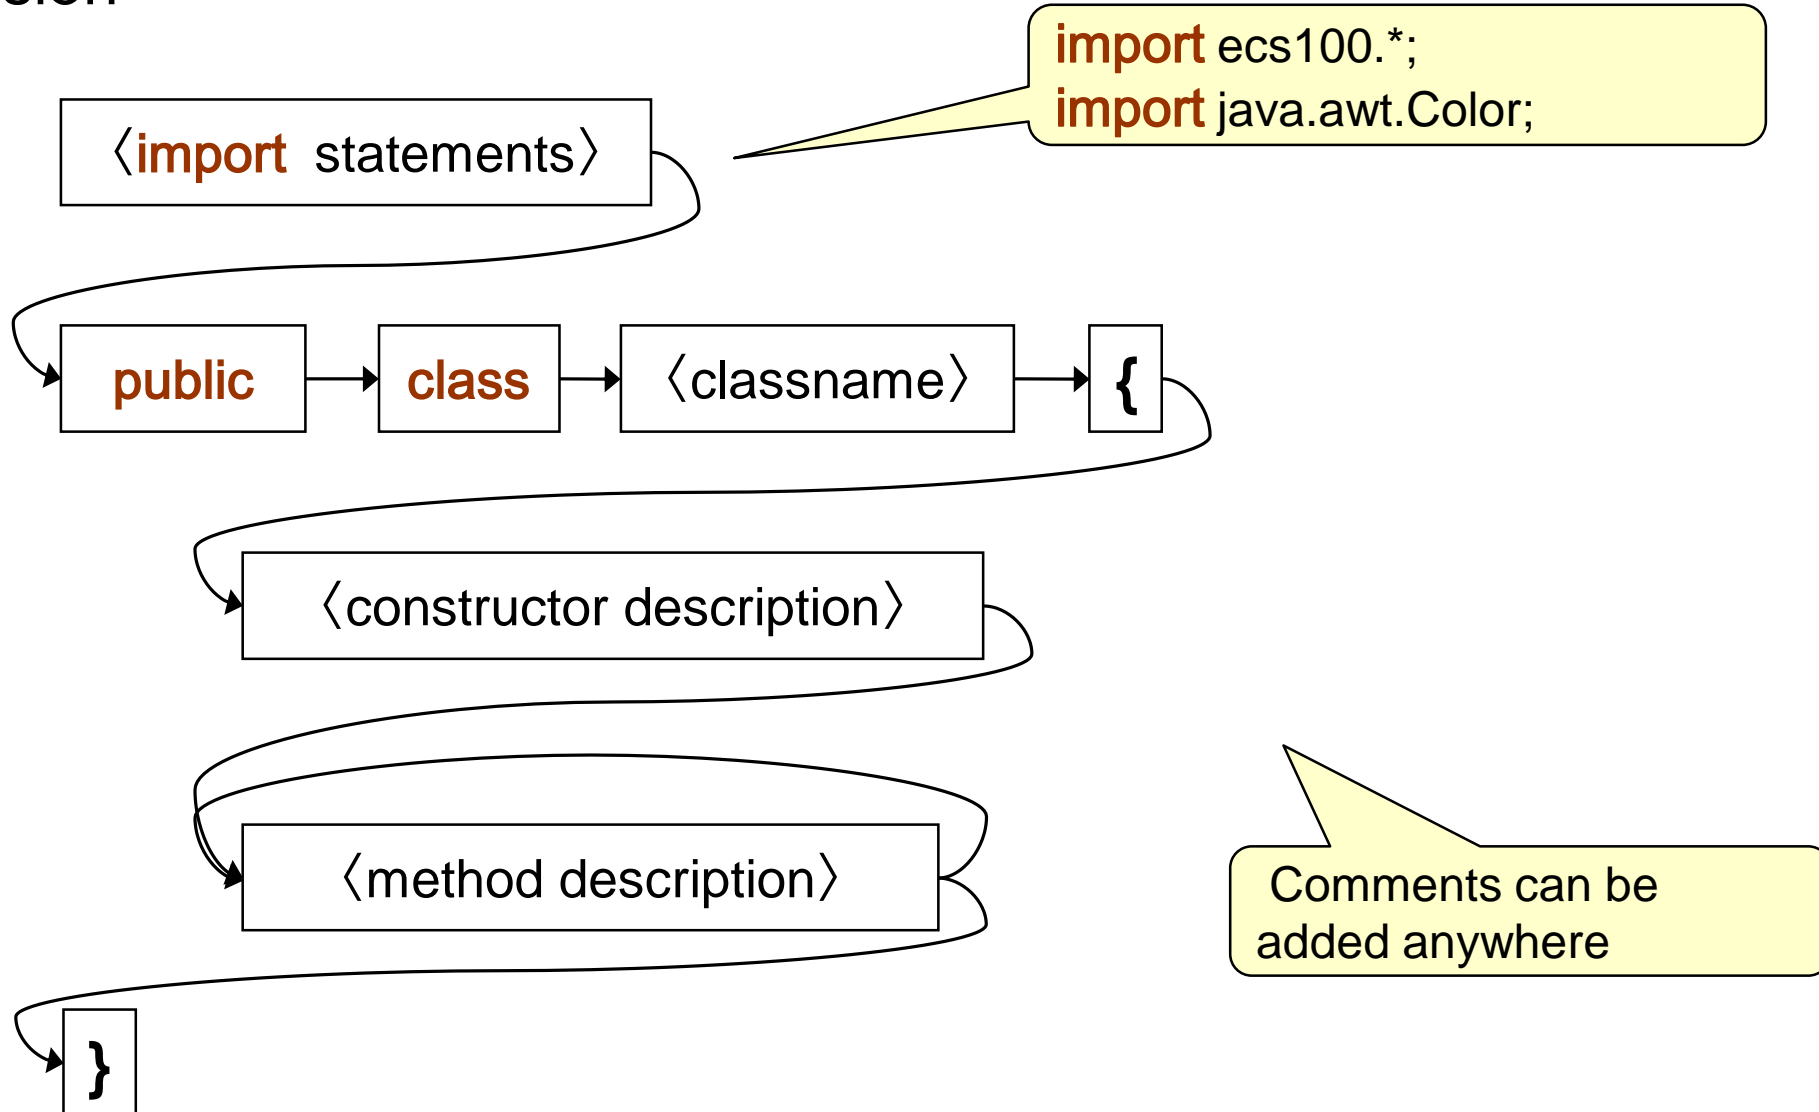 import ecs100.*;
import java.awt.Color;
〈import statements〉
public class 〈classname〉 {
〈constructor description〉
〈method description〉
Comments can be
added anywhere
}